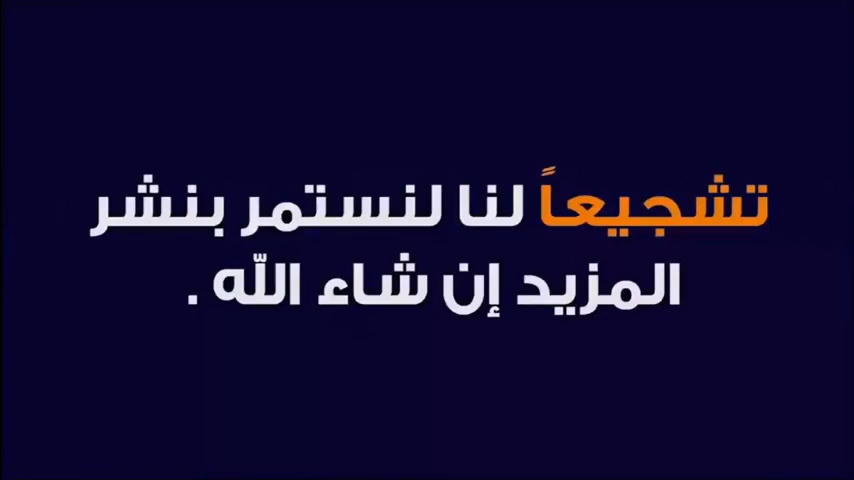 تشجيعاً لنا لنستمر بنشر
المزيد إن شاء الله .